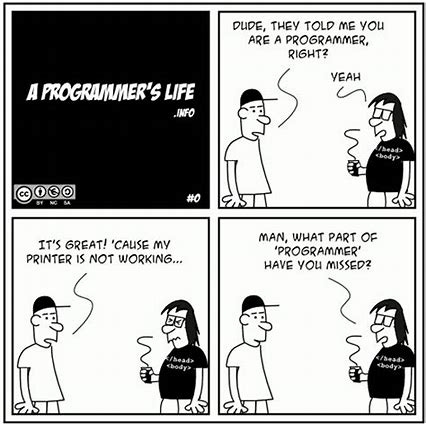 A PROGRAMMER'S LIFE
.INFO
cc
BY NC SA
#0
DUDE, THEY TOLD ME YOU
ARE A PROGRAMMER,
RIGHT?
YEAH
</head>
<body>
IT'S GREAT! 'CAUSE MY
PRINTER IS NOT WORKING...
</head>
<body>
MAN, WHAT PART OF
'PROGRAMMER'
HAVE YOU MISSED?
</head>
<body>